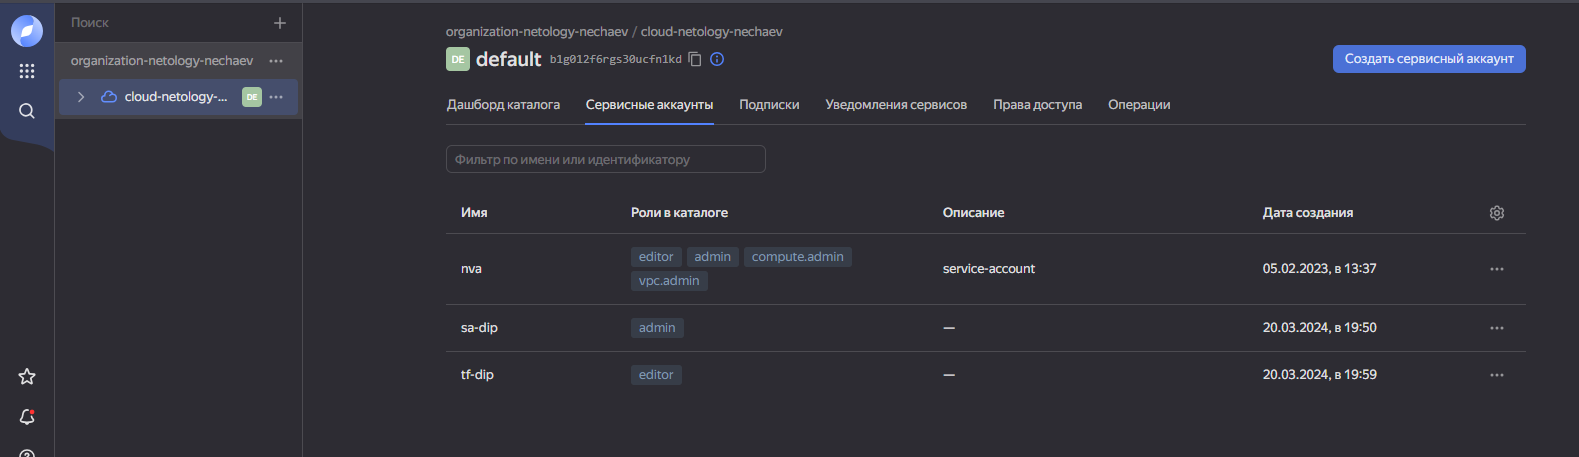 Поиск
organization-netology-nechaev
cloud-netology-... DE
organization-netology-nechaev / cloud-netology-nechaev
DE default b1g012f6rgs30ucfn1kd
Создать сервисный аккаунт
Дашборд каталога Сервисные аккаунты Подписки Уведомления сервисов Права доступа Операции
Фильтр по имени или идентификатору
Имя Роли в каталоге Описание Дата создания
nva editor admin compute.admin vpc.admin service-account 05.02.2023, в 13:37
sa-dip admin — 20.03.2024, в 19:50
tf-dip editor — 20.03.2024, в 19:59